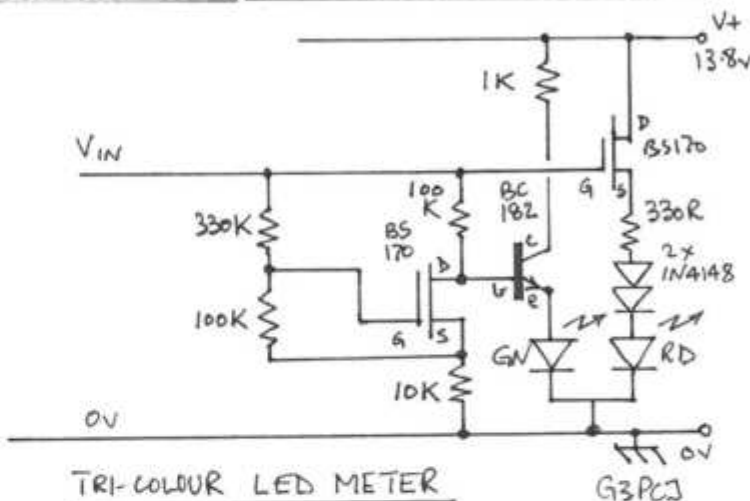 V+
13.8v
1K
D
BS170
G
S
VIN
330K
100
K
BC
182
330R
BS
170
D
c
2x
1N4148
b
e
100K
G
S
GN
RD
10K
0V
0V
TRI-COLOUR LED METER
G3PCJ